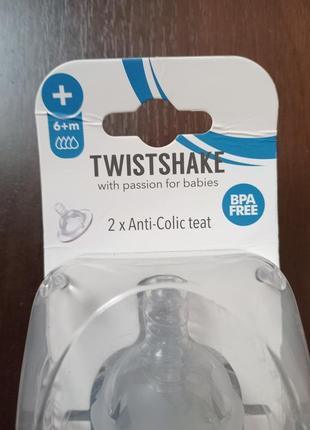 +
6+m
TWISTSHAKE
with passion for babies
BPA
FREE
2 x Anti-Colic teat